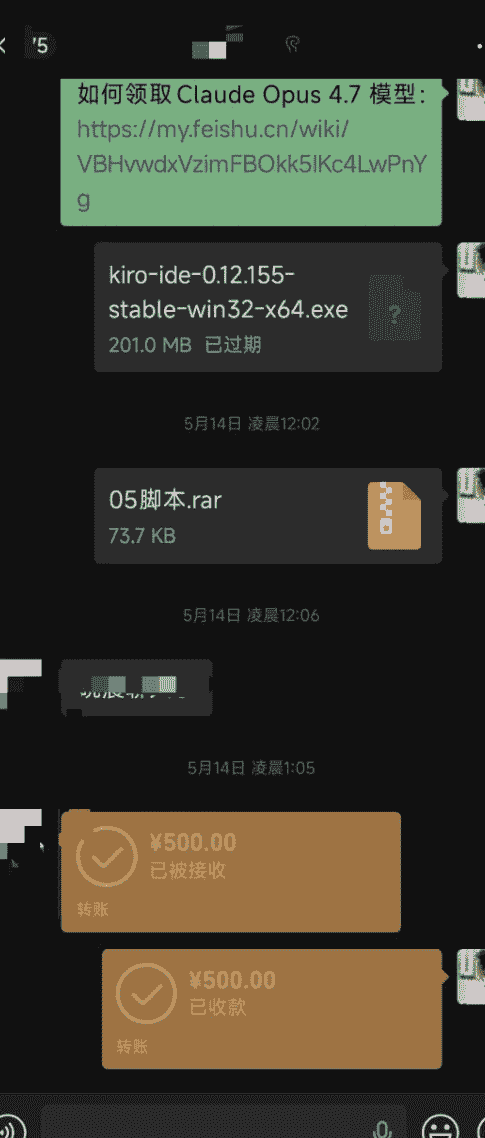 '5
如何领取Claude Opus 4.7 模型：
https://my.feishu.cn/wiki/
VBHvwdxVzimFBOkk5lKc4LwPnY
g
kiro-ide-0.12.155-
stable-win32-x64.exe
201.0 MB 已过期
5月14日 凌晨12:02
05脚本.rar
73.7 KB
5月14日 凌晨12:06
5月14日 凌晨1:05
¥500.00
已被接收
转账
¥500.00
已收款
转账